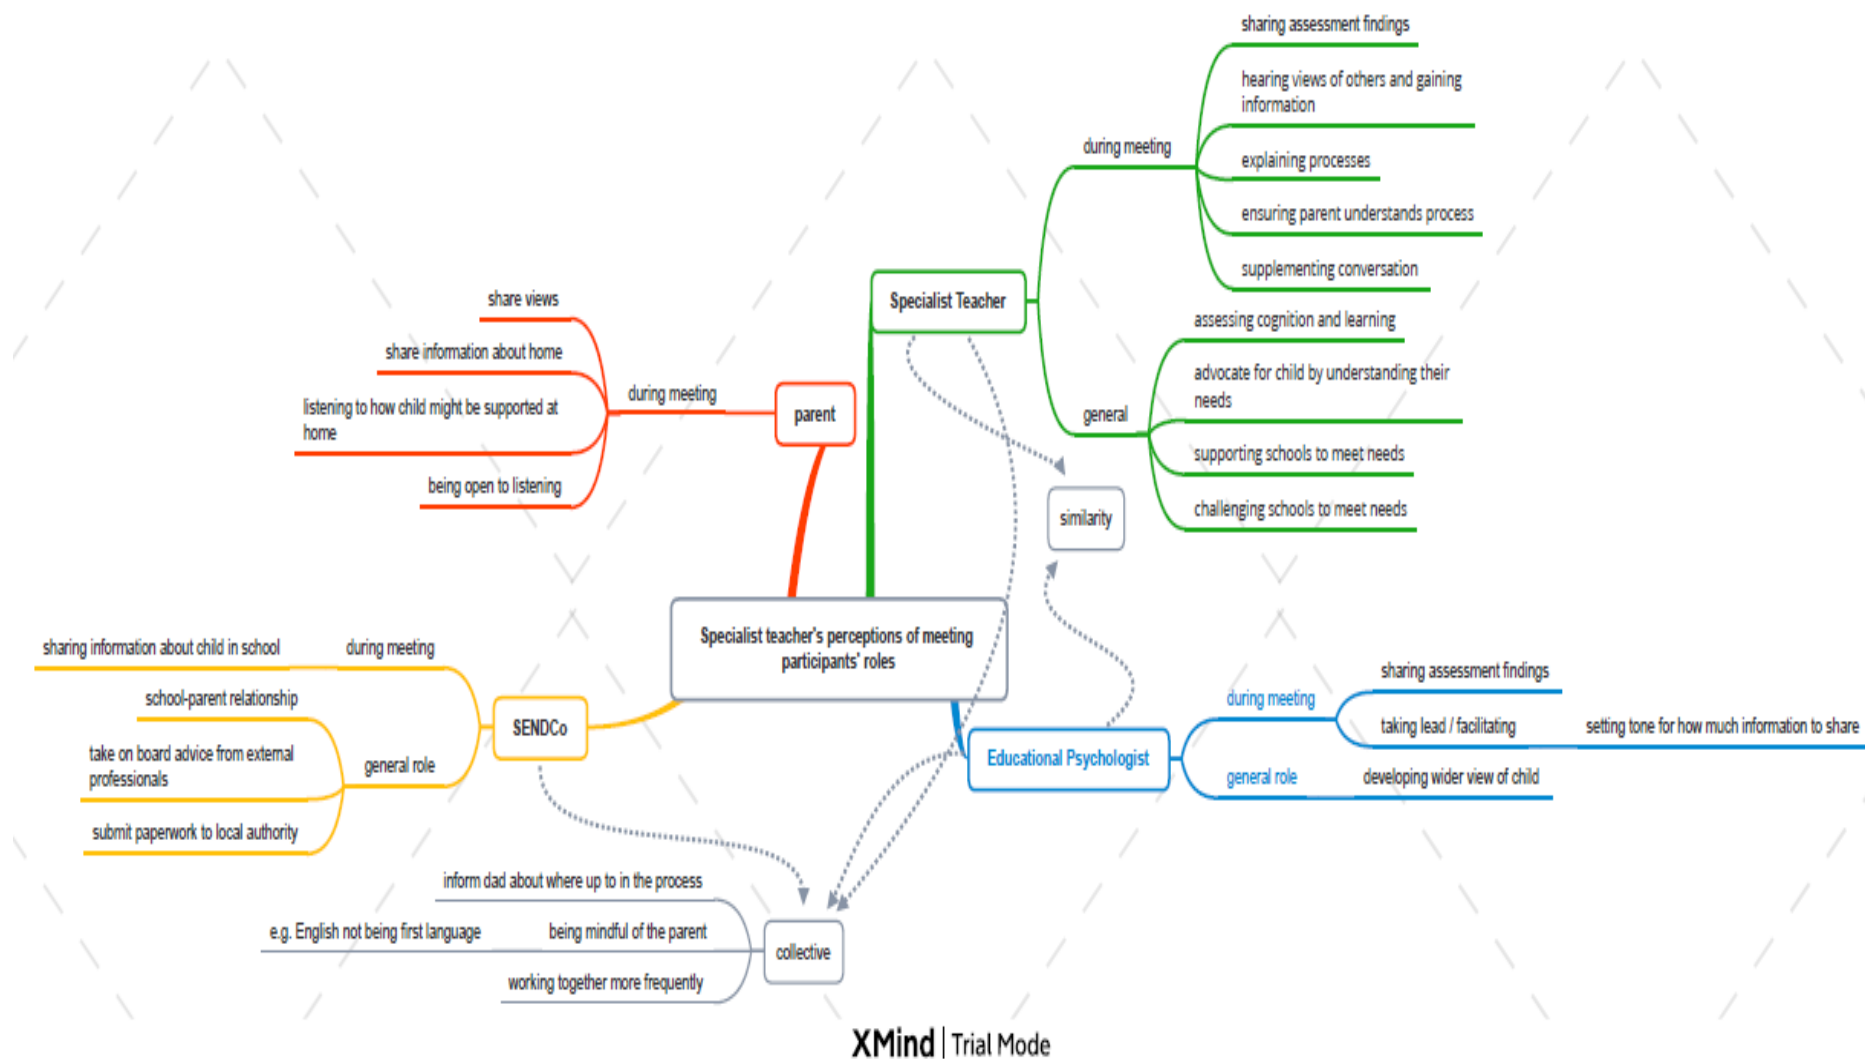 sharing assessment findings
hearing views of others and gaining
information
during meeting
explaining processes
ensuring parent understands process
supplementing conversation
Specialist Teacher
assessing cognition and learning
advocate for child by understanding their
needs
general
supporting schools to meet needs
challenging schools to meet needs
share views
share information about home
during meeting
parent
listening to how child might be supported at
home
being open to listening
similarity
Specialist teacher's perceptions of meeting
participants' roles
sharing information about child in school
during meeting
school-parent relationship
SENDCo
take on board advice from external
professionals
general role
submit paperwork to local authority
sharing assessment findings
during meeting
taking lead / facilitating
setting tone for how much information to share
Educational Psychologist
general role
developing wider view of child
inform dad about where up to in the process
e.g. English not being first language
being mindful of the parent
collective
working together more frequently
XMind | Trial Mode